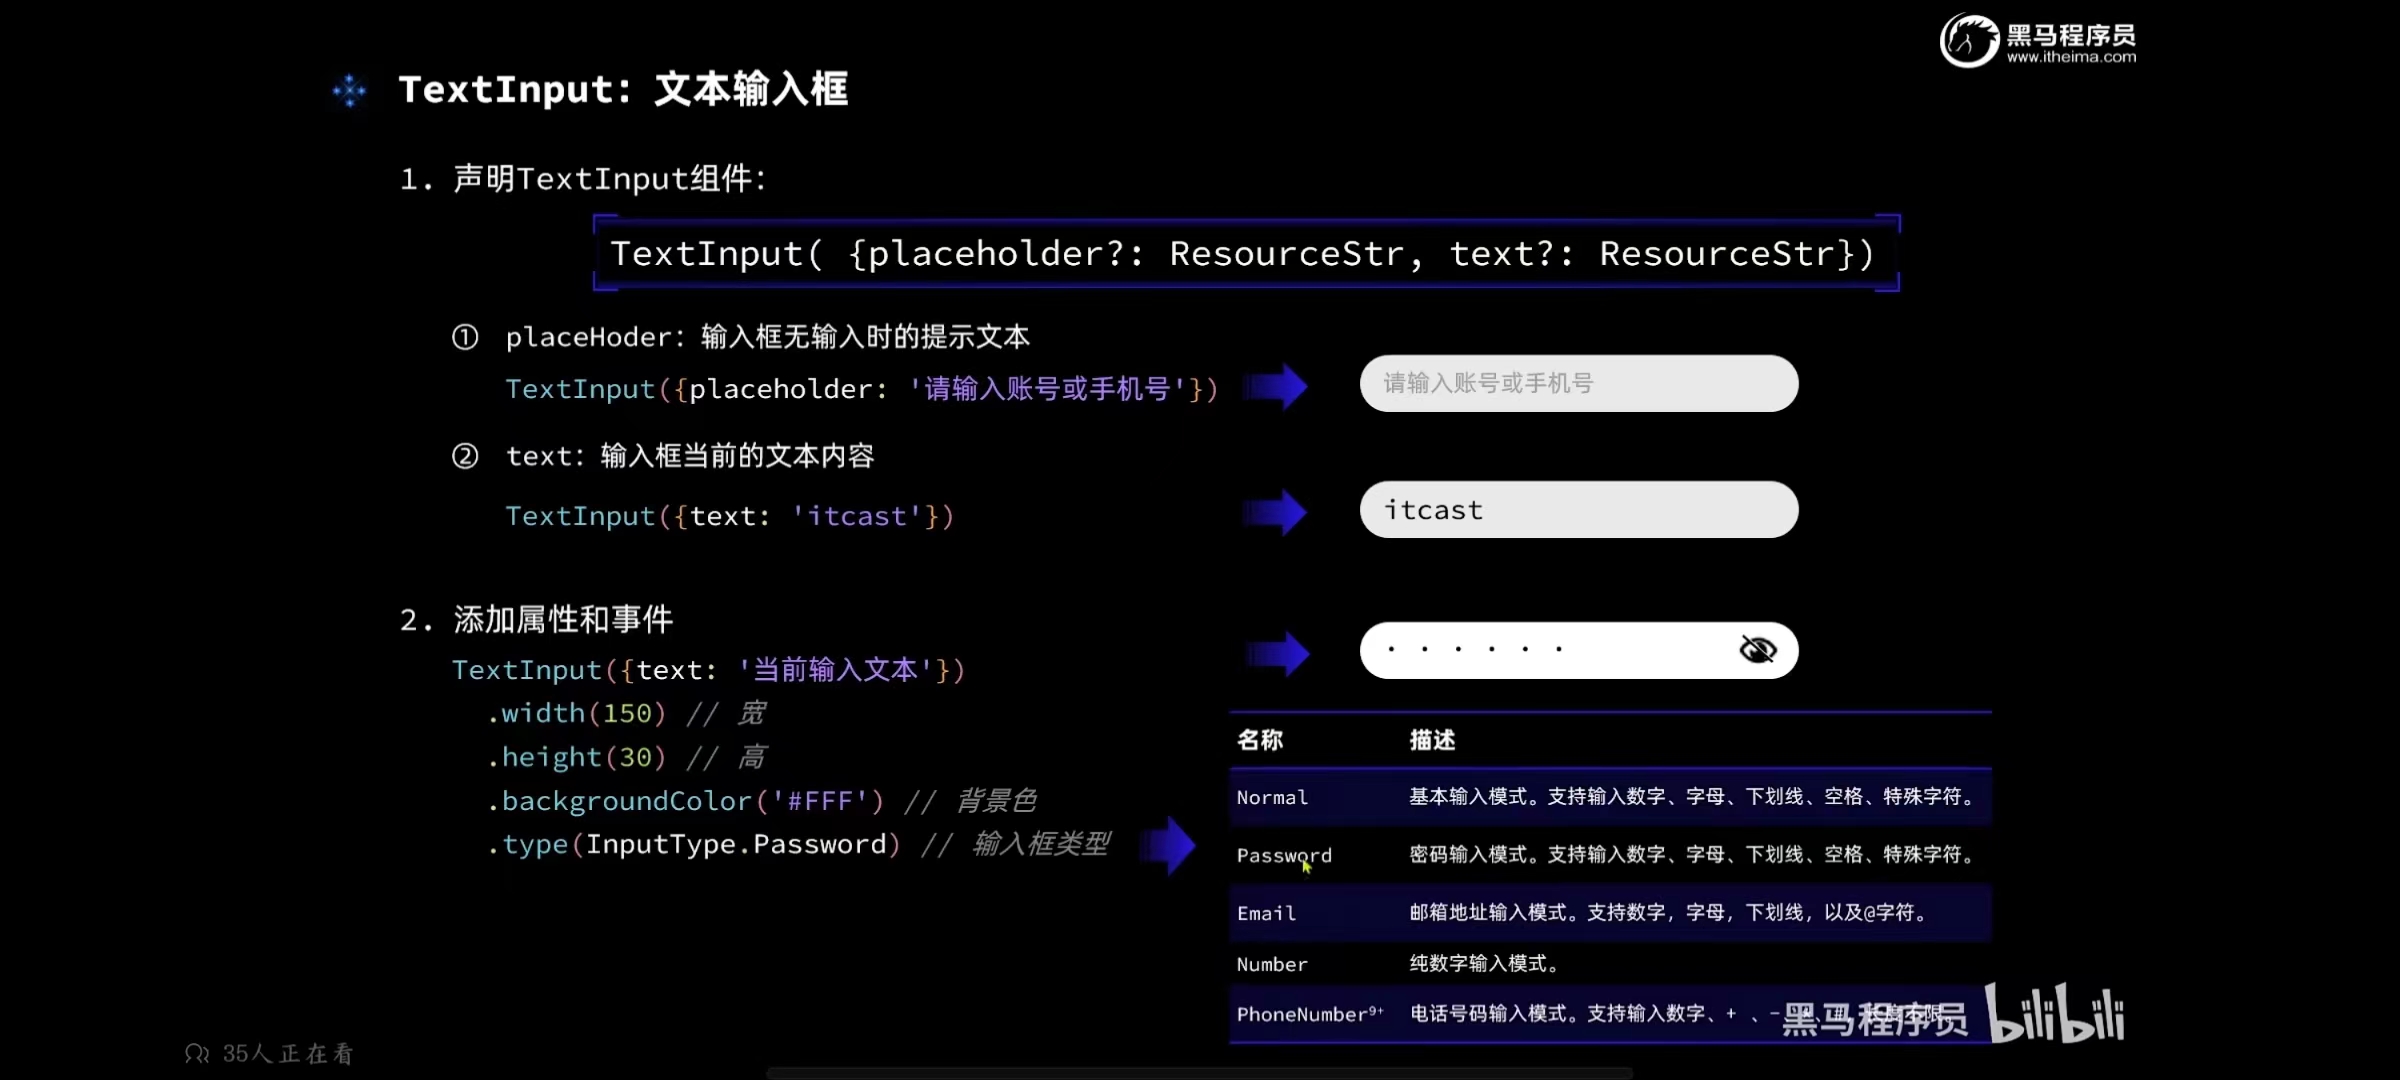 黑马程序员
www.itheima.com
TextInput：文本输入框
1. 声明TextInput组件：
TextInput( {placeholder?: ResourceStr, text?: ResourceStr})
① placeHoder：输入框无输入时的提示文本
TextInput({placeholder: '请输入账号或手机号'})
请输入账号或手机号
② text：输入框当前的文本内容
TextInput({text: 'itcast'})
itcast
2. 添加属性和事件
TextInput({text: '当前输入文本'})
.width(150) // 宽
.height(30) // 高
.backgroundColor('#FFF') // 背景色
.type(InputType.Password) // 输入框类型
· · · · · ·
名称 描述
Normal 基本输入模式。支持输入数字、字母、下划线、空格、特殊字符。
Password 密码输入模式。支持输入数字、字母、下划线、空格、特殊字符。
Email 邮箱地址输入模式。支持数字，字母，下划线，以及@字符。
Number 纯数字输入模式。
PhoneNumber⁹⁺ 电话号码输入模式。支持输入数字、+ 、-
黑马程序员 bilibili
35人正在看